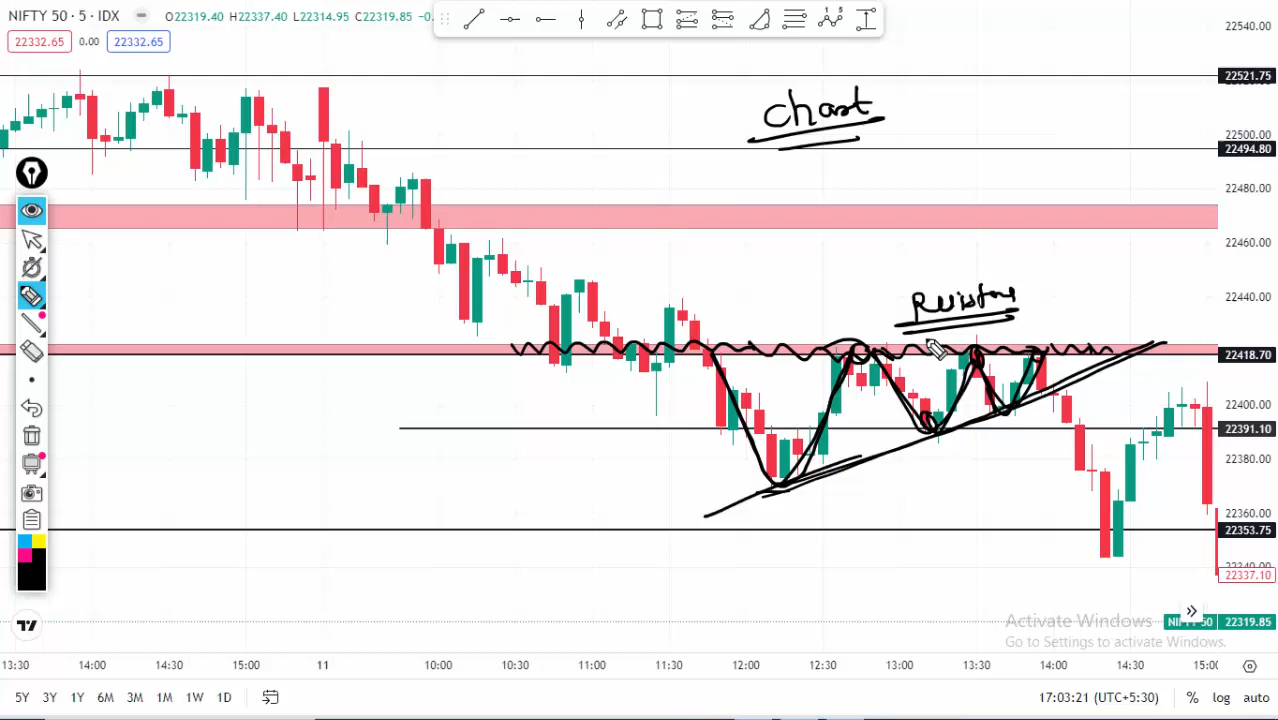 NIFTY 50 · 5 · IDX O22319.40 H22337.40 L22314.95 C22319.85
22332.65 0.00 22332.65
22540.00
22521.75
chart
22500.00
22494.80
22480.00
22460.00
22440.00
22418.70
22400.00
22391.10
22380.00
22360.00
22353.75
22340.00
22337.10
Activate Windows
NIFTY 50 22319.85
Go to Settings to activate Windows.
13:30 14:00 14:30 15:00 11 10:00 10:30 11:00 11:30 12:00 12:30 13:00 13:30 14:00 14:30 15:00
5Y 3Y 1Y 6M 3M 1M 1W 1D 17:03:21 (UTC+5:30) % log auto